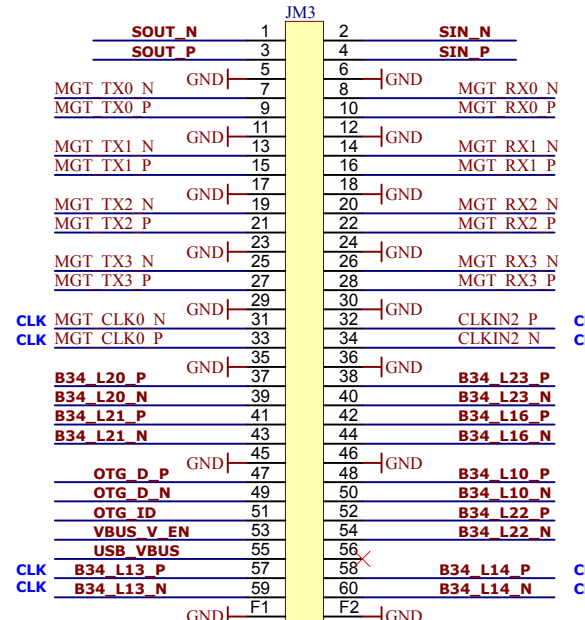 JM3
SOUT_N 1 2 SIN_N
SOUT_P 3 4 SIN_P
GND 5 6 GND
MGT_TX0_N 7 8 MGT_RX0_N
MGT_TX0_P 9 10 MGT_RX0_P
GND 11 12 GND
MGT_TX1_N 13 14 MGT_RX1_N
MGT_TX1_P 15 16 MGT_RX1_P
GND 17 18 GND
MGT_TX2_N 19 20 MGT_RX2_N
MGT_TX2_P 21 22 MGT_RX2_P
GND 23 24 GND
MGT_TX3_N 25 26 MGT_RX3_N
MGT_TX3_P 27 28 MGT_RX3_P
GND 29 30 GND
CLK MGT_CLK0_N 31 32 CLKIN2_P C
CLK MGT_CLK0_P 33 34 CLKIN2_N C
GND 35 36 GND
B34_L20_P 37 38 B34_L23_P
B34_L20_N 39 40 B34_L23_N
B34_L21_P 41 42 B34_L16_P
B34_L21_N 43 44 B34_L16_N
GND 45 46 GND
OTG_D_P 47 48 B34_L10_P
OTG_D_N 49 50 B34_L10_N
OTG_ID 51 52 B34_L22_P
VBUS_V_EN 53 54 B34_L22_N
USB_VBUS 55 56
CLK B34_L13_P 57 58 B34_L14_P C
CLK B34_L13_N 59 60 B34_L14_N C
GND F1 F2 GND